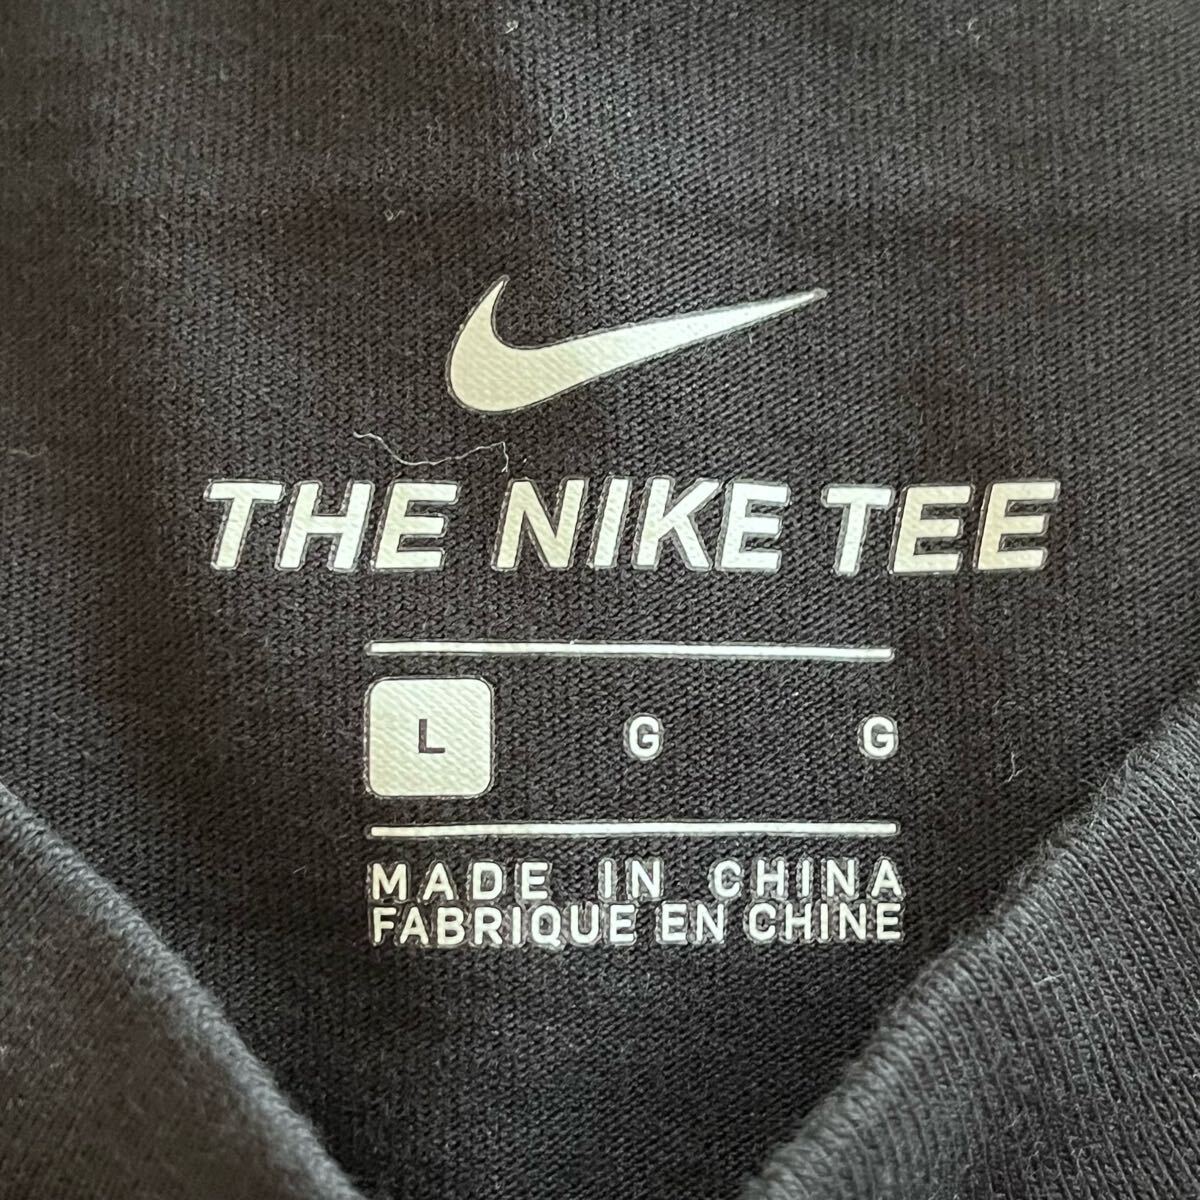 THE NIKE TEE
L G G
MADE IN CHINA
FABRIQUE EN CHINE